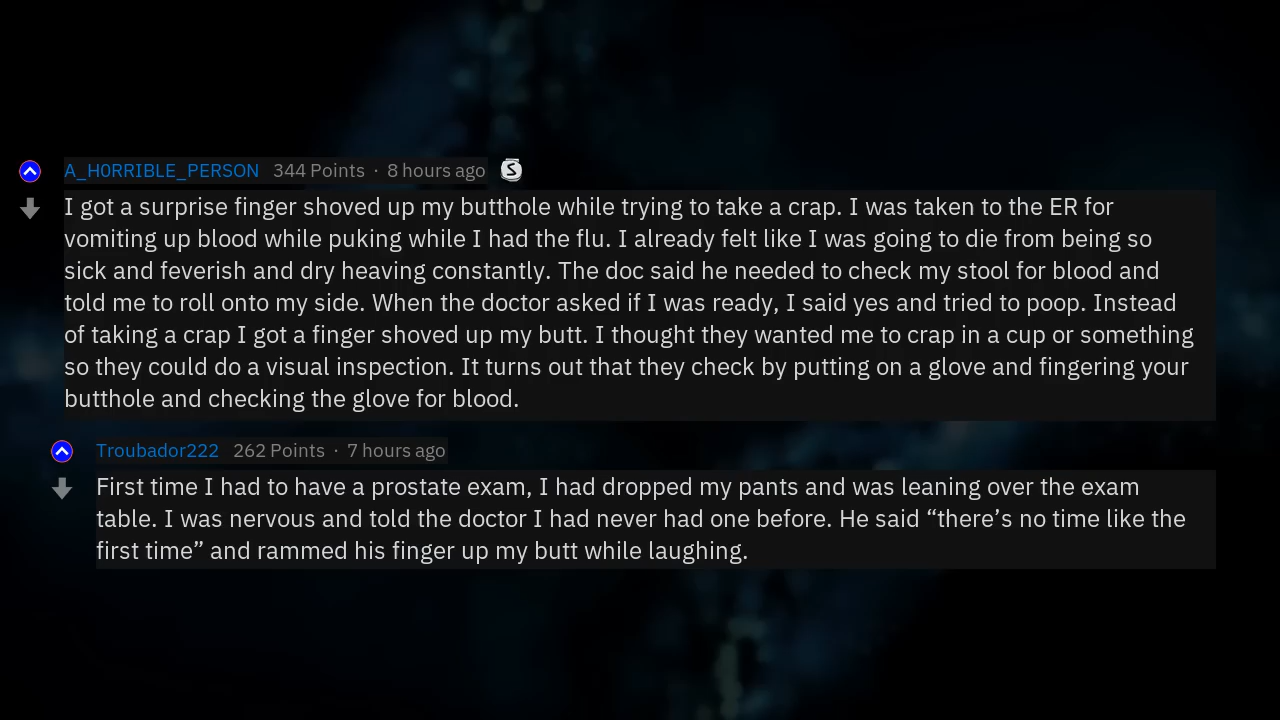 A_H0RRIBLE_PERSON 344 Points · 8 hours ago S
I got a surprise finger shoved up my butthole while trying to take a crap. I was taken to the ER for
vomiting up blood while puking while I had the flu. I already felt like I was going to die from being so
sick and feverish and dry heaving constantly. The doc said he needed to check my stool for blood and
told me to roll onto my side. When the doctor asked if I was ready, I said yes and tried to poop. Instead
of taking a crap I got a finger shoved up my butt. I thought they wanted me to crap in a cup or something
so they could do a visual inspection. It turns out that they check by putting on a glove and fingering your
butthole and checking the glove for blood.
Troubador222 262 Points · 7 hours ago
First time I had to have a prostate exam, I had dropped my pants and was leaning over the exam
table. I was nervous and told the doctor I had never had one before. He said “there’s no time like the
first time” and rammed his finger up my butt while laughing.